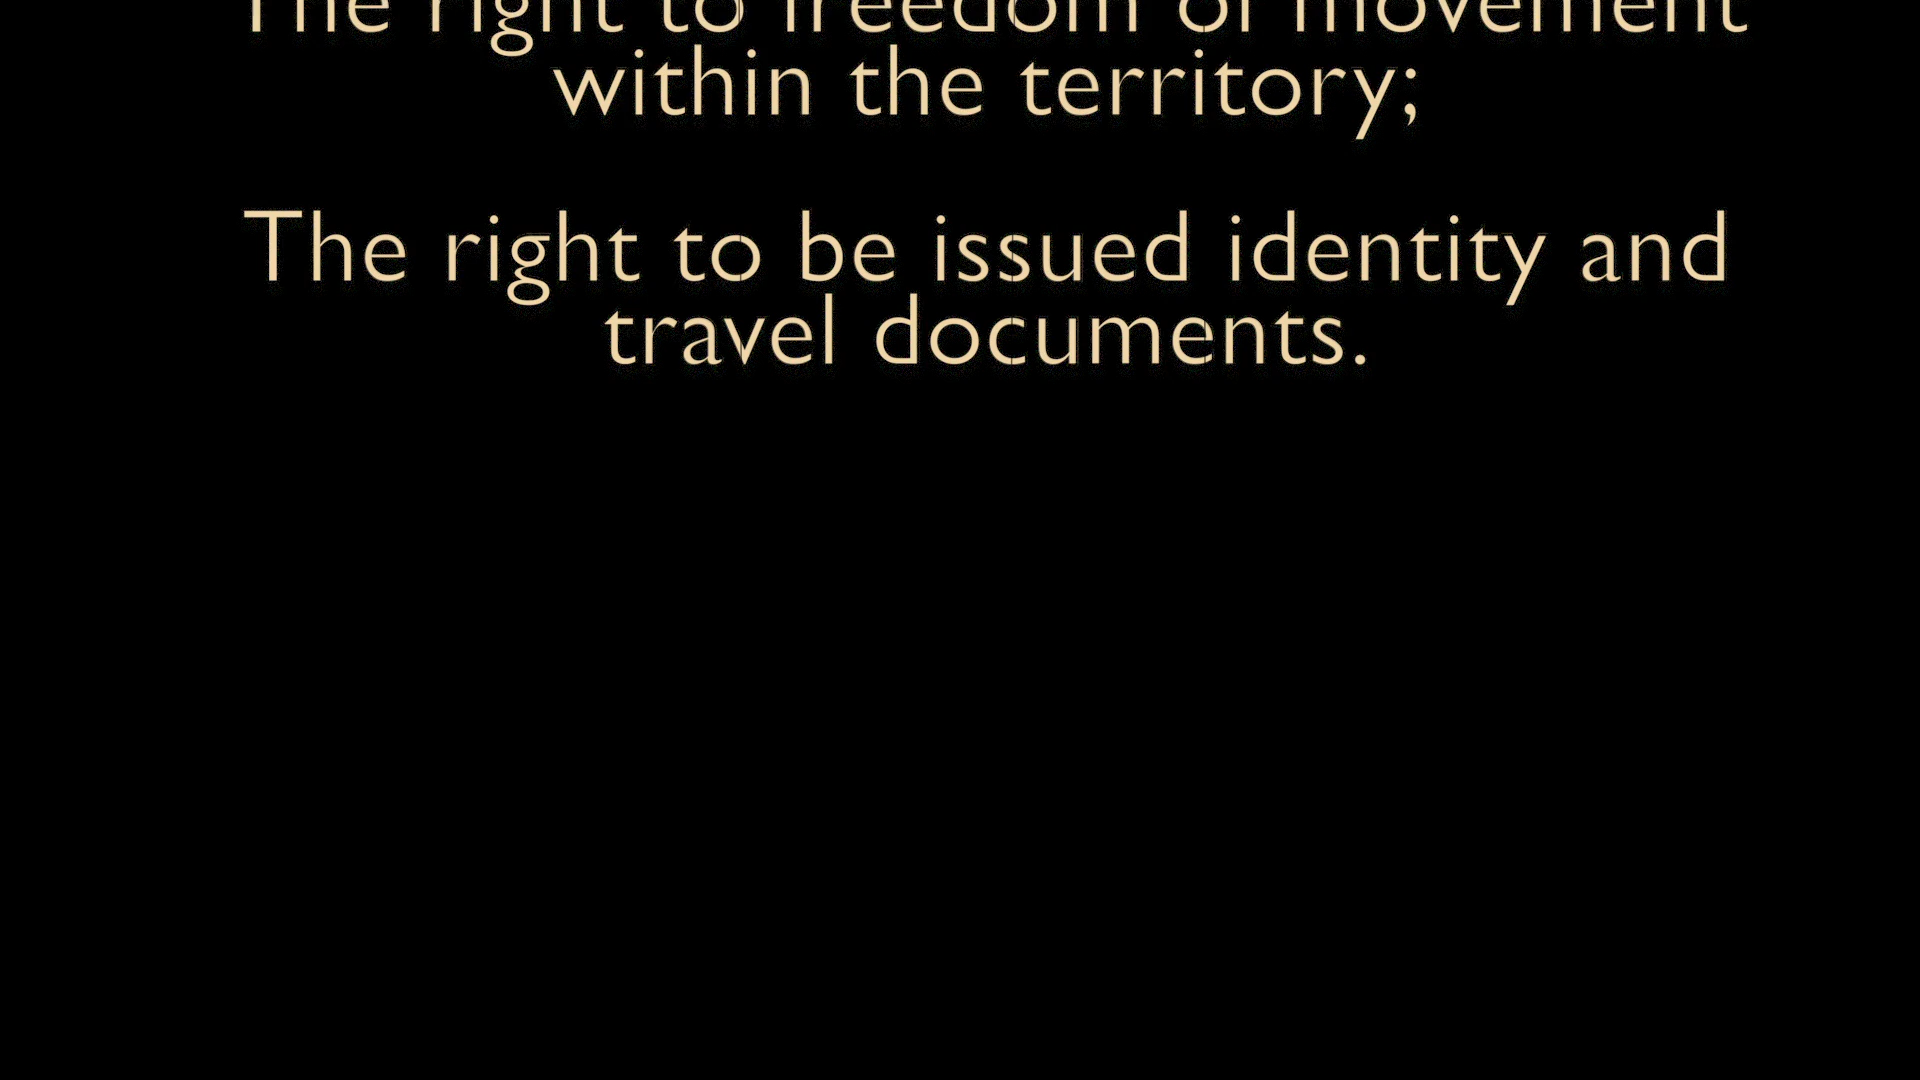 The right to freedom of movement
within the territory;
The right to be issued identity and
travel documents.